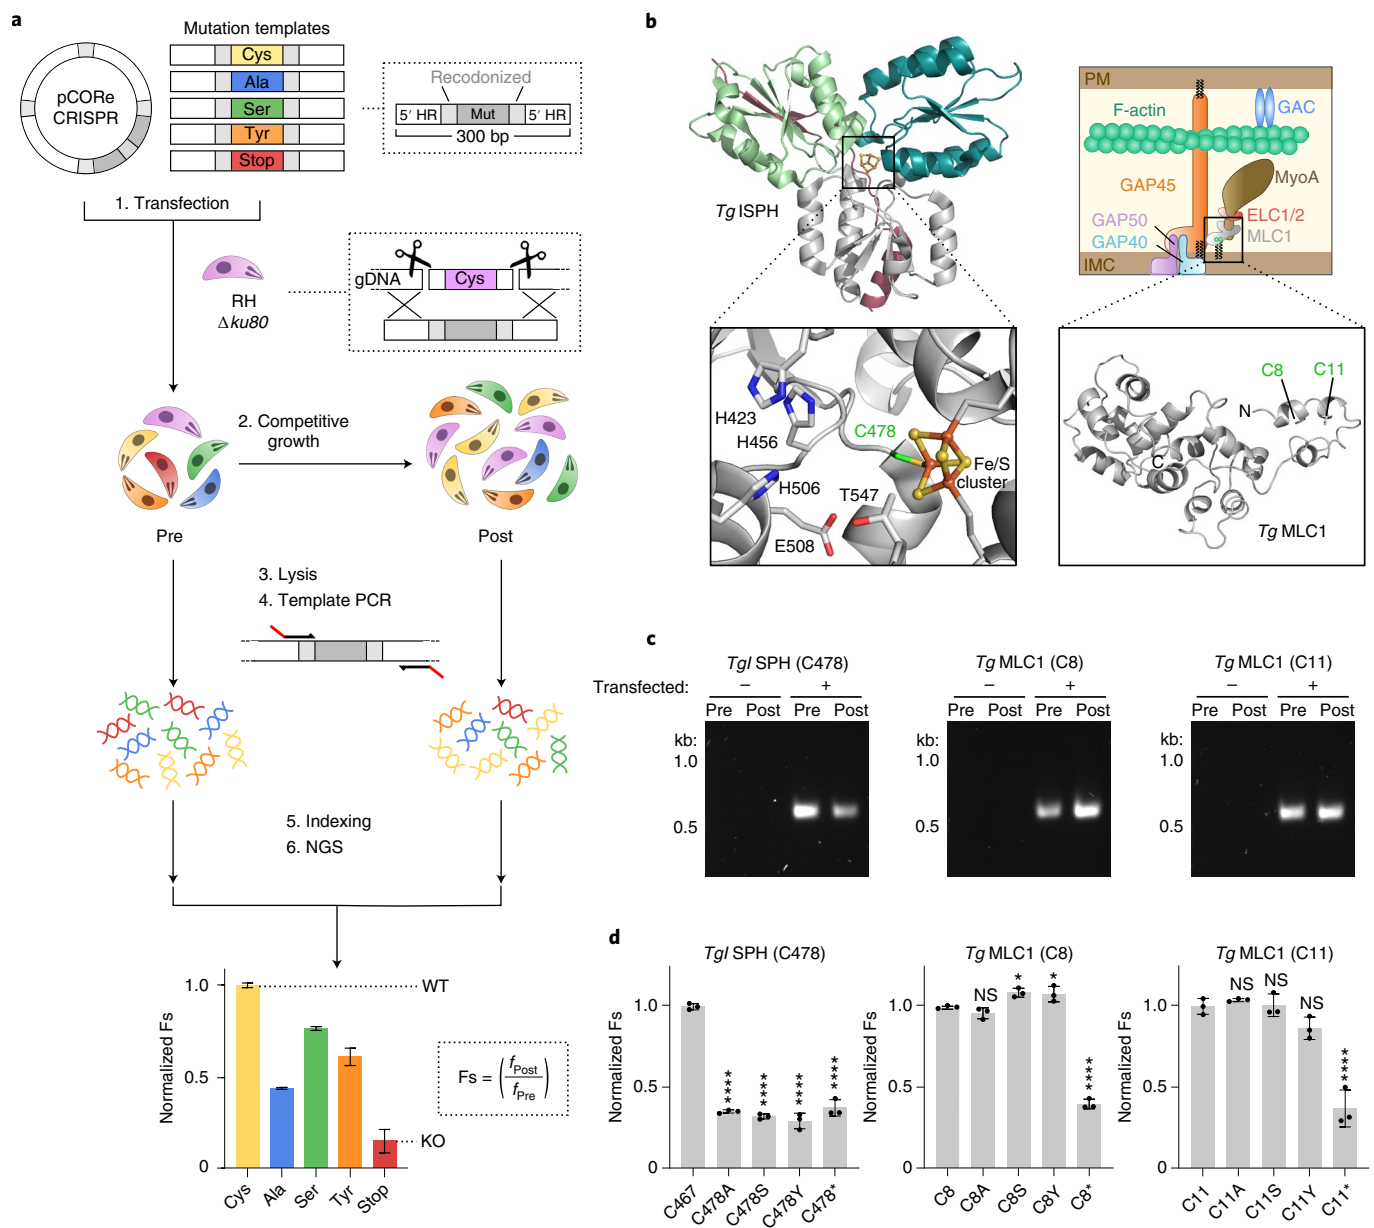 a
Mutation templates
pCORe
CRISPR
Cys
Ala
Ser
Tyr
Stop
Recodonized
5′ HR
Mut
5′ HR
300 bp
1. Transfection
RH
Δku80
gDNA
Cys
2. Competitive
growth
Pre
Post
3. Lysis
4. Template PCR
5. Indexing
6. NGS
Normalized Fs
1.0
0.5
0
WT
KO
Fs = (fPost/fPre)
Cys
Ala
Ser
Tyr
Stop
b
Tg ISPH
H423
H456
C478
H506
T547
E508
Fe/S
cluster
PM
F-actin
GAC
GAP45
MyoA
GAP50
ELC1/2
GAP40
MLC1
IMC
C8
C11
N
C
Tg MLC1
c
TgI SPH (C478)
Tg MLC1 (C8)
Tg MLC1 (C11)
Transfected:
– +
– +
– +
Pre Post Pre Post
Pre Post Pre Post
Pre Post Pre Post
kb:
1.0
0.5
kb:
1.0
0.5
kb:
1.0
0.5
d
TgI SPH (C478)
Normalized Fs
1.0
0.5
0
****
****
****
****
C467
C478A
C478S
C478Y
C478*
Tg MLC1 (C8)
Normalized Fs
1.0
0.5
0
NS
*
*
****
C8
C8A
C8S
C8Y
C8*
Tg MLC1 (C11)
Normalized Fs
1.0
0.5
0
NS
NS
NS
****
C11
C11A
C11S
C11Y
C11*